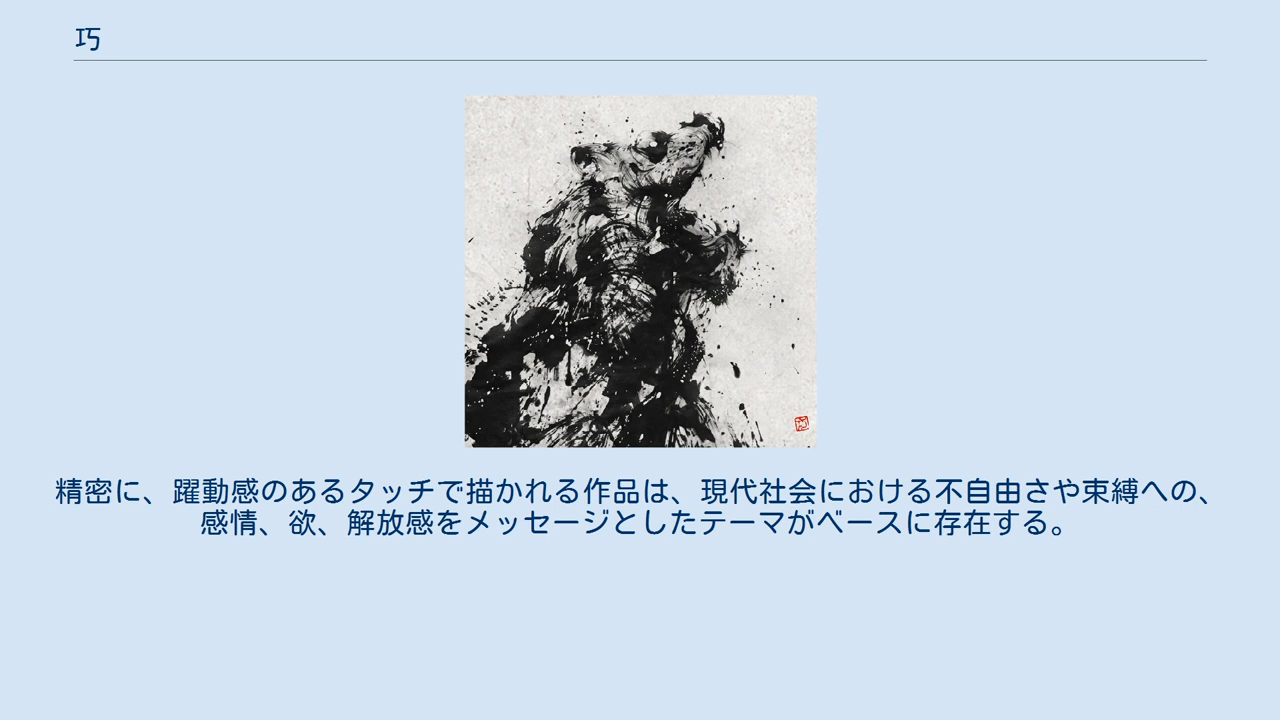 巧
精密に、躍動感のあるタッチで描かれる作品は、現代社会における不自由さや束縛への、
感情、欲、解放感をメッセージとしたテーマがベースに存在する。